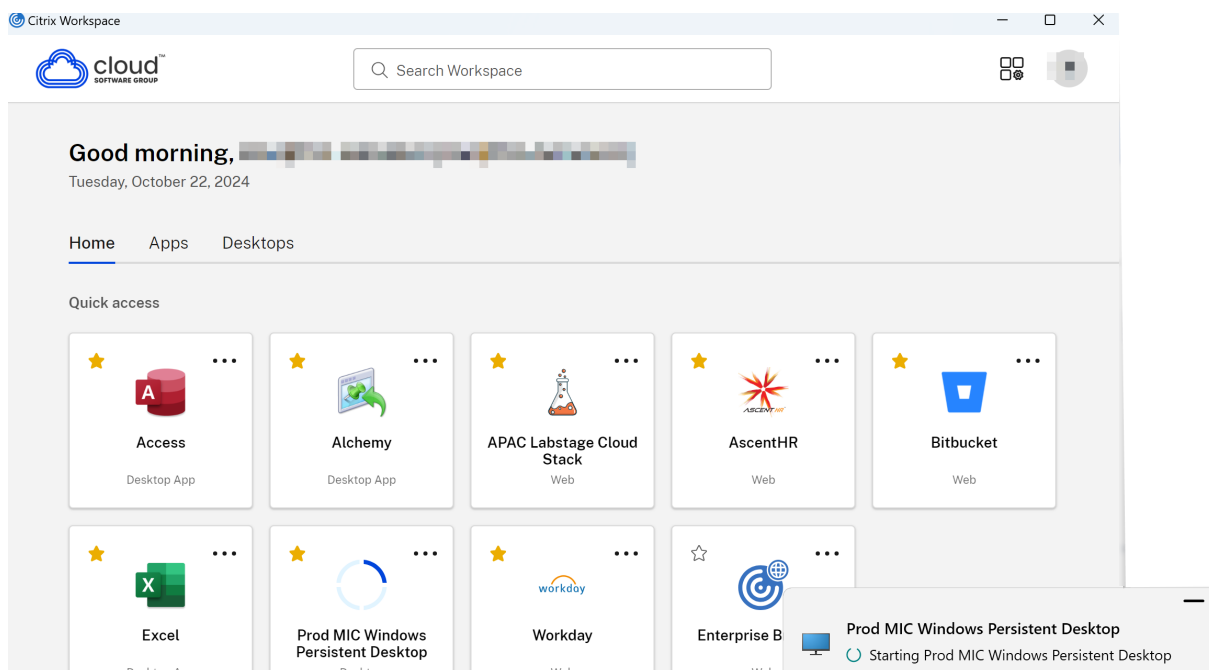 Citrix Workspace
cloud™
SOFTWARE GROUP
Search Workspace
Good morning,
Tuesday, October 22, 2024
Home Apps Desktops
Quick access
A
Access
Desktop App
Alchemy
Desktop App
APAC Labstage Cloud
Stack
Web
ASCENT HR
AscentHR
Web
Bitbucket
Web
X
Excel
Prod MIC Windows
Persistent Desktop
workday
Workday
Enterprise B
Prod MIC Windows Persistent Desktop
Starting Prod MIC Windows Persistent Desktop